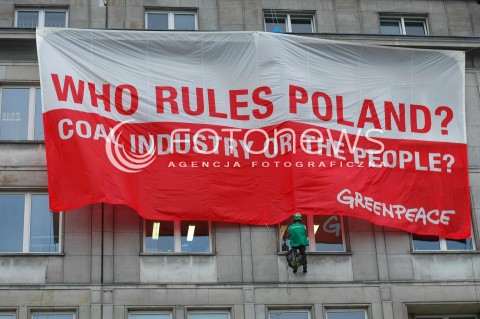 WHO RULES POLAND?
COAL INDUSTRY OR THE PEOPLE?
FOTONEWS
AGENCJA FOTOGRAFICZNA
GREENPEACE
G